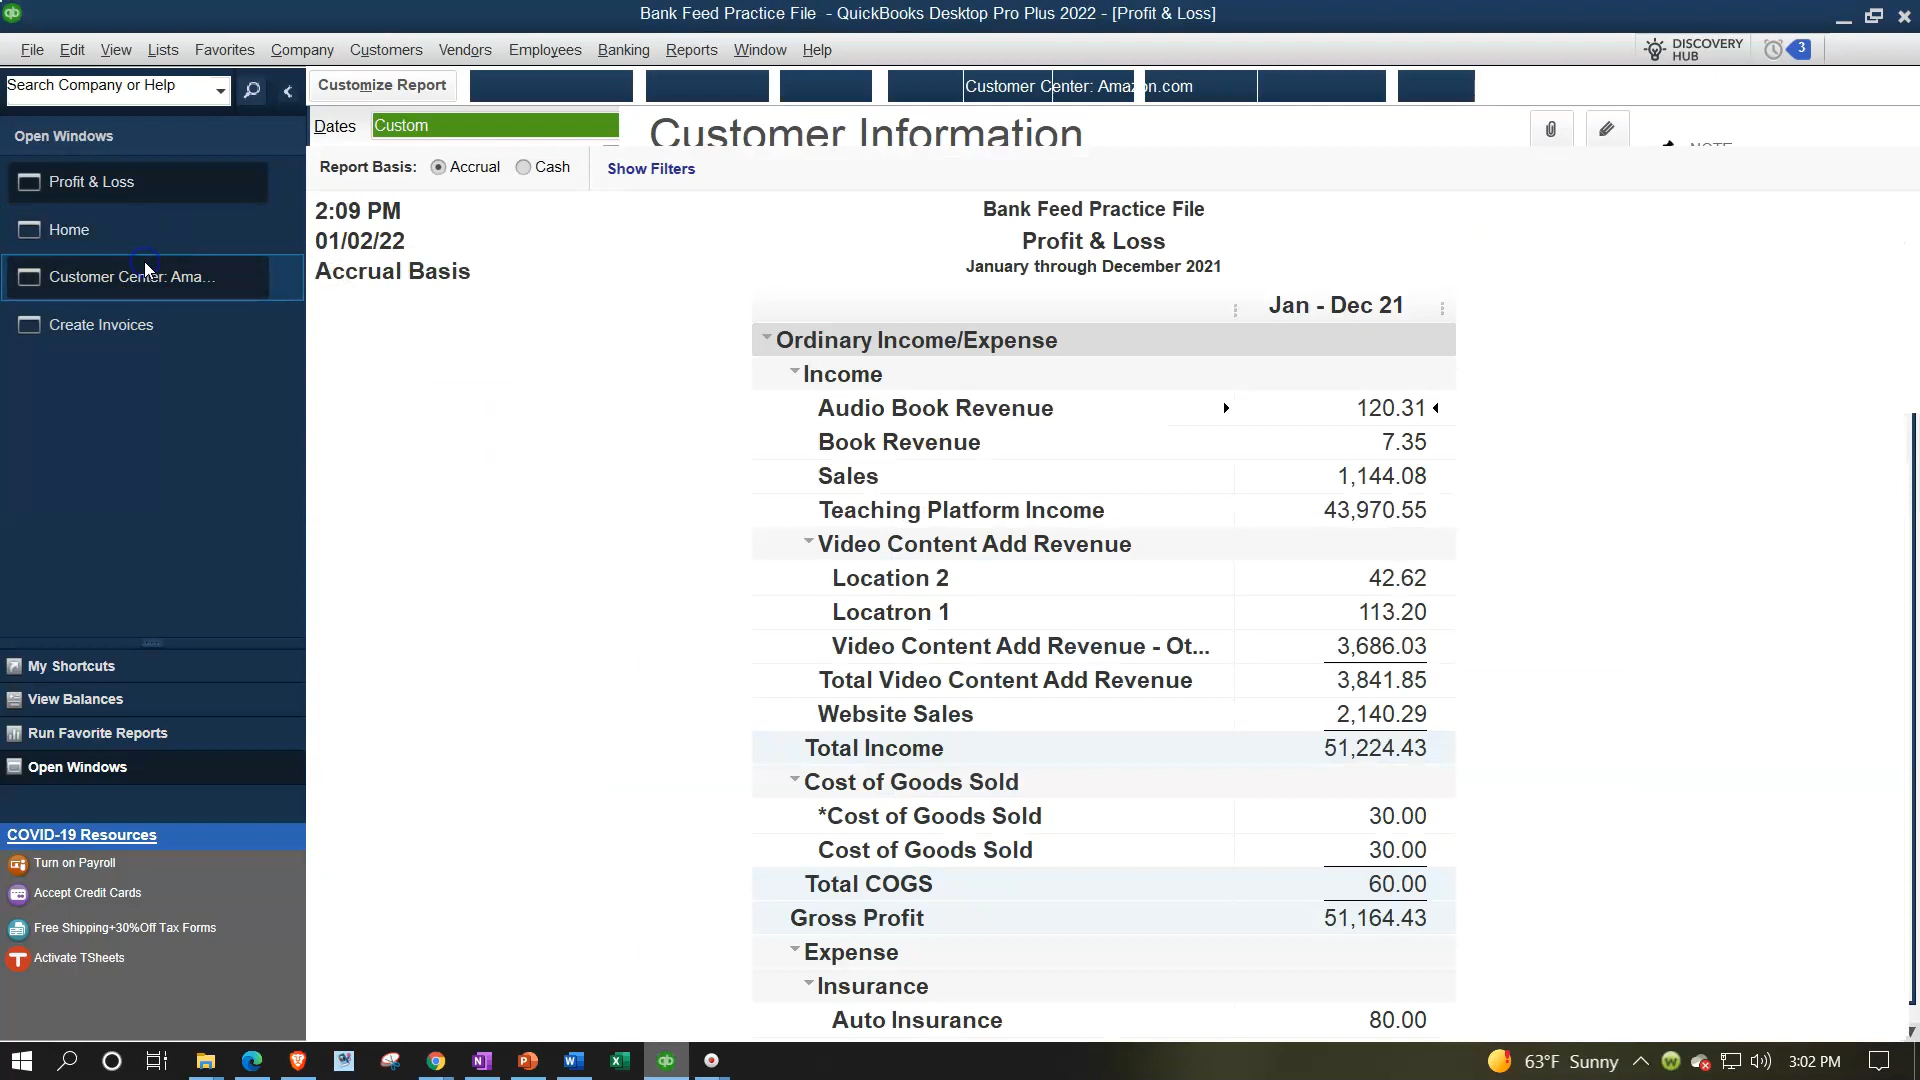 Bank Feed Practice File - QuickBooks Desktop Pro Plus 2022 - [Profit & Loss]
File Edit View Lists Favorites Company Customers Vendors Employees Banking Reports Window Help
DISCOVERY HUB
3
Search Company or Help
Customize Report
Customer Center: Amazon.com
Open Windows
Dates
Custom
Customer Information
Report Basis: Accrual Cash
Show Filters
Profit & Loss
Home
Customer Center: Ama...
Create Invoices
2:09 PM
01/02/22
Accrual Basis
Bank Feed Practice File
Profit & Loss
January through December 2021
Jan - Dec 21
Ordinary Income/Expense
Income
Audio Book Revenue 120.31
Book Revenue 7.35
Sales 1,144.08
Teaching Platform Income 43,970.55
Video Content Add Revenue
Location 2 42.62
Locatron 1 113.20
Video Content Add Revenue - Ot... 3,686.03
Total Video Content Add Revenue 3,841.85
Website Sales 2,140.29
Total Income 51,224.43
Cost of Goods Sold
*Cost of Goods Sold 30.00
Cost of Goods Sold 30.00
Total COGS 60.00
Gross Profit 51,164.43
Expense
Insurance
Auto Insurance 80.00
My Shortcuts
View Balances
Run Favorite Reports
Open Windows
COVID-19 Resources
Turn on Payroll
Accept Credit Cards
Free Shipping+30%Off Tax Forms
Activate TSheets
63°F Sunny
3:02 PM